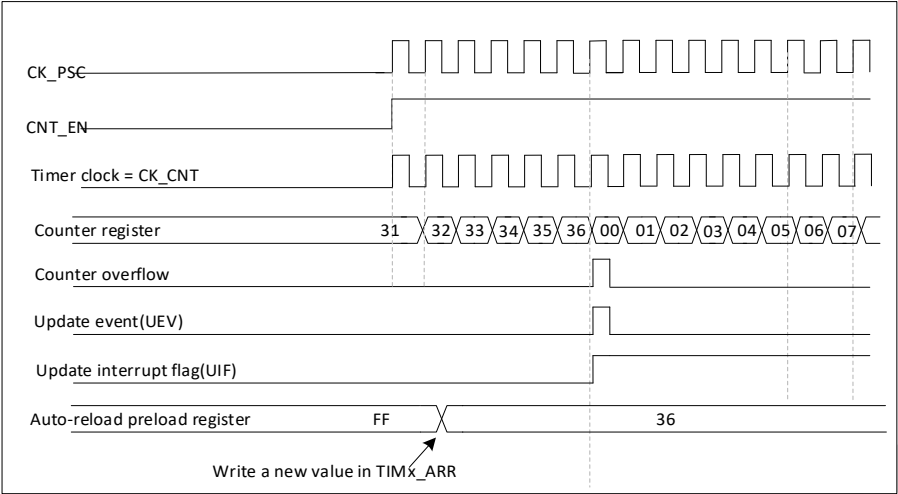 CK_PSC
CNT_EN
Timer clock = CK_CNT
Counter register 31 32 33 34 35 36 00 01 02 03 04 05 06 07
Counter overflow
Update event(UEV)
Update interrupt flag(UIF)
Auto-reload preload register FF 36
Write a new value in TIMx_ARR